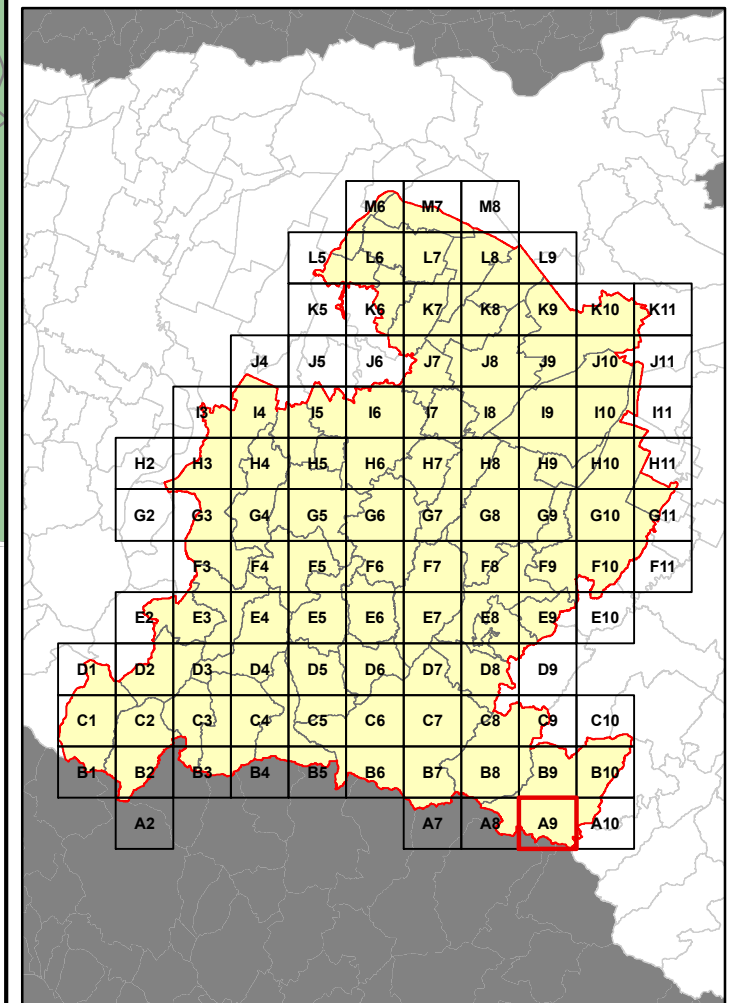 M6 M7 M8
L5 L6 L7 L8 L9
K5 K6 K7 K8 K9 K10 K11
J4 J5 J6 J7 J8 J9 J10 J11
I3 I4 I5 I6 I7 I8 I9 I10 I11
H2 H3 H4 H5 H6 H7 H8 H9 H10 H11
G2 G3 G4 G5 G6 G7 G8 G9 G10 G11
F3 F4 F5 F6 F7 F8 F9 F10 F11
E2 E3 E4 E5 E6 E7 E8 E9 E10
D1 D2 D3 D4 D5 D6 D7 D8 D9
C1 C2 C3 C4 C5 C6 C7 C8 C9 C10
B1 B2 B3 B4 B5 B6 B7 B8 B9 B10
A2 A7 A8 A9 A10